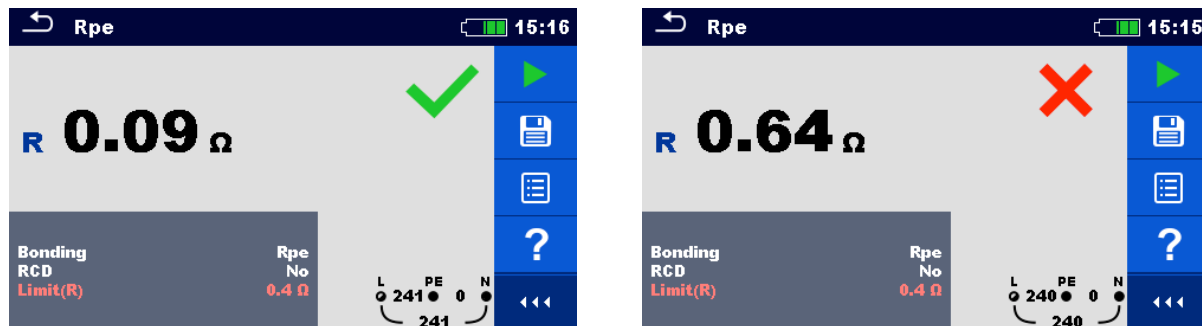 Rpe 15:16
R 0.09 Ω
Bonding Rpe
RCD No
Limit(R) 0.4 Ω
L PE N
241 0
241
?
Rpe 15:15
R 0.64 Ω
Bonding Rpe
RCD No
Limit(R) 0.4 Ω
L PE N
240 0
240
?